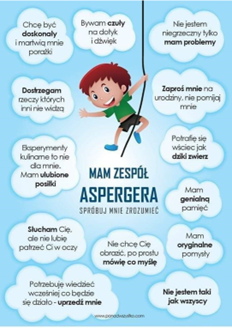 Chcę być
doskonały
i martwią mnie
porażki
Bywam czuły
na dotyk
i dźwięk
Nie jestem
niegrzeczny tylko
mam problemy
Dostrzegam
rzeczy których
inni nie widzą
Zaproś mnie na
urodziny, nie pomijaj
mnie
Eksperymenty
kulinarne to nie
dla mnie.
Mam ulubione
posiłki
Potrafię się
wściec jak
dziki zwierz
MAM ZESPÓŁ
ASPERGERA
SPRÓBUJ MNIE ZROZUMIEĆ
Mam
genialną
pamięć
Słucham Cię,
ale nie lubię
patrzeć Ci w oczy
Nie chcę Cię
obrazić, po prostu
mówię co myślę
Mam
oryginalne
pomysły
Potrzebuję wiedzieć
wcześniej co będzie
się działo - uprzedź mnie
Nie jestem taki
jak wszyscy